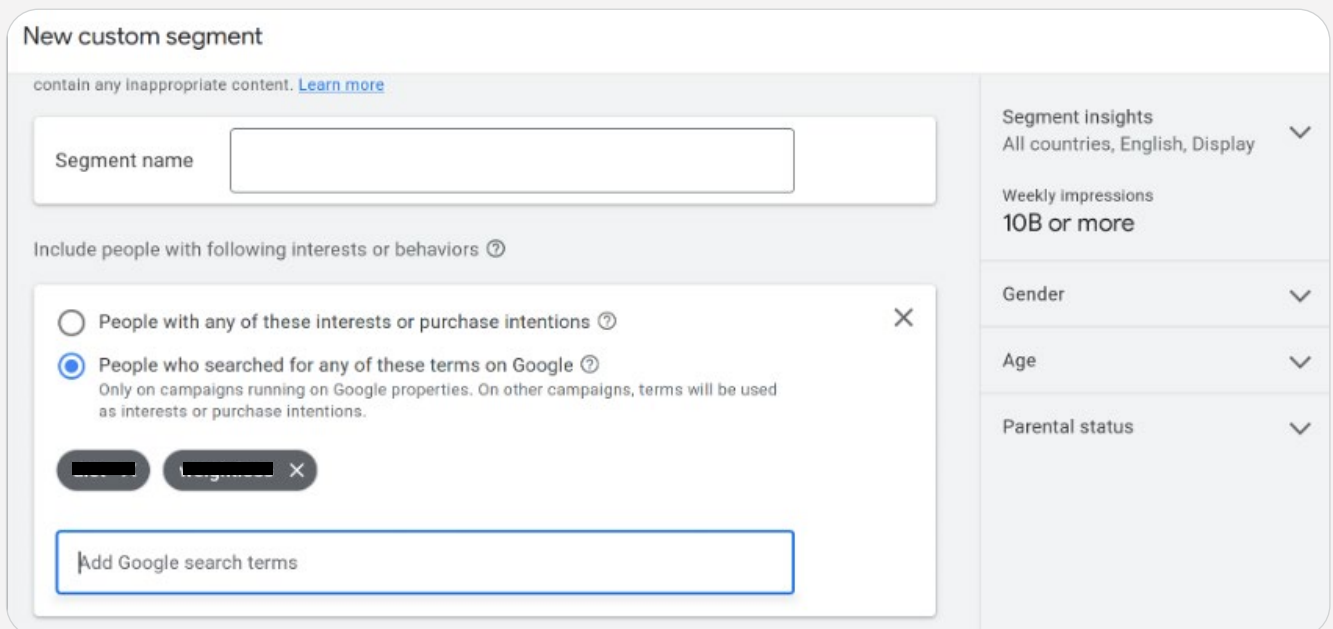 New custom segment
contain any inappropriate content. Learn more
Segment name
Include people with following interests or behaviors
People with any of these interests or purchase intentions
People who searched for any of these terms on Google
Only on campaigns running on Google properties. On other campaigns, terms will be used
as interests or purchase intentions.
Add Google search terms
Segment insights
All countries, English, Display
Weekly impressions
10B or more
Gender
Age
Parental status